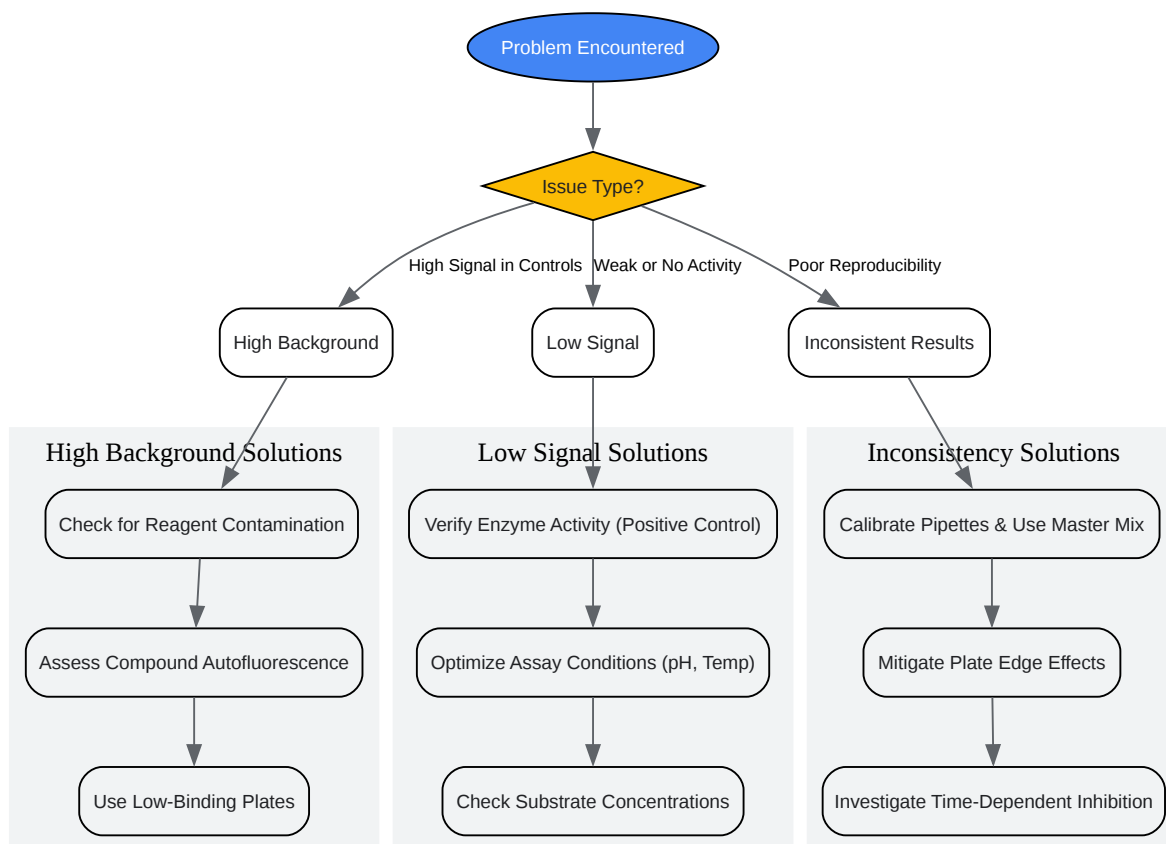 Problem Encountered
Issue Type?
High Signal in Controls
Weak or No Activity
Poor Reproducibility
High Background
Low Signal
Inconsistent Results
High Background Solutions
Low Signal Solutions
Inconsistency Solutions
Check for Reagent Contamination
Verify Enzyme Activity (Positive Control)
Calibrate Pipettes & Use Master Mix
Assess Compound Autofluorescence
Optimize Assay Conditions (pH, Temp)
Mitigate Plate Edge Effects
Use Low-Binding Plates
Check Substrate Concentrations
Investigate Time-Dependent Inhibition